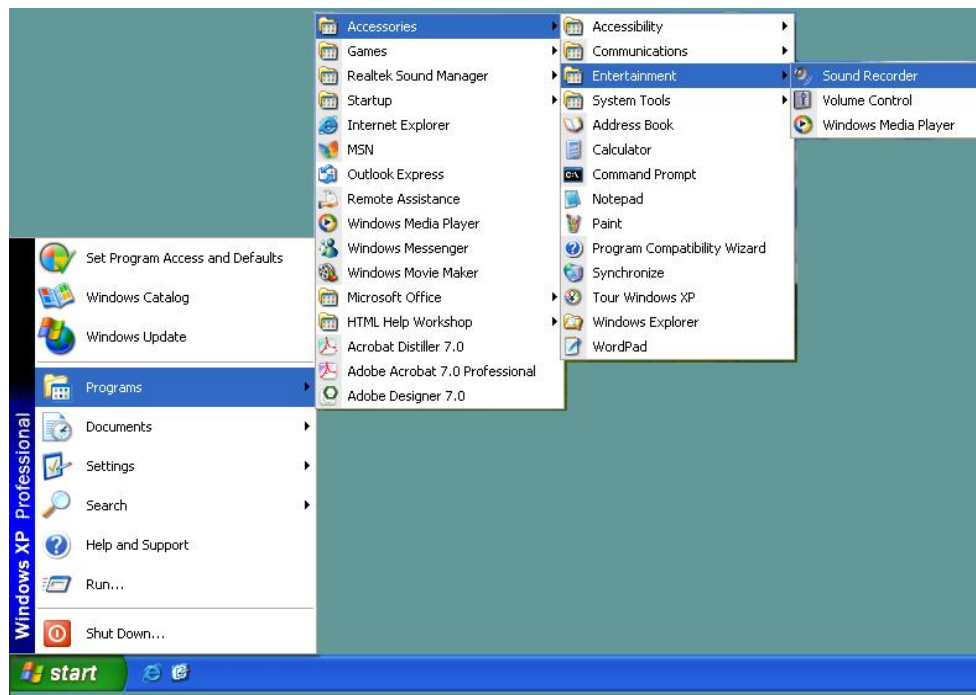 Accessories
Games
Realtek Sound Manager
Startup
Internet Explorer
MSN
Outlook Express
Remote Assistance
Windows Media Player
Windows Messenger
Windows Movie Maker
Microsoft Office
HTML Help Workshop
Acrobat Distiller 7.0
Adobe Acrobat 7.0 Professional
Adobe Designer 7.0
Accessibility
Communications
Entertainment
System Tools
Address Book
Calculator
Command Prompt
Notepad
Paint
Program Compatibility Wizard
Synchronize
Tour Windows XP
Windows Explorer
WordPad
Sound Recorder
Volume Control
Windows Media Player
Set Program Access and Defaults
Windows Catalog
Windows Update
Programs
Documents
Settings
Search
Help and Support
Run...
Shut Down...
Windows XP Professional
start